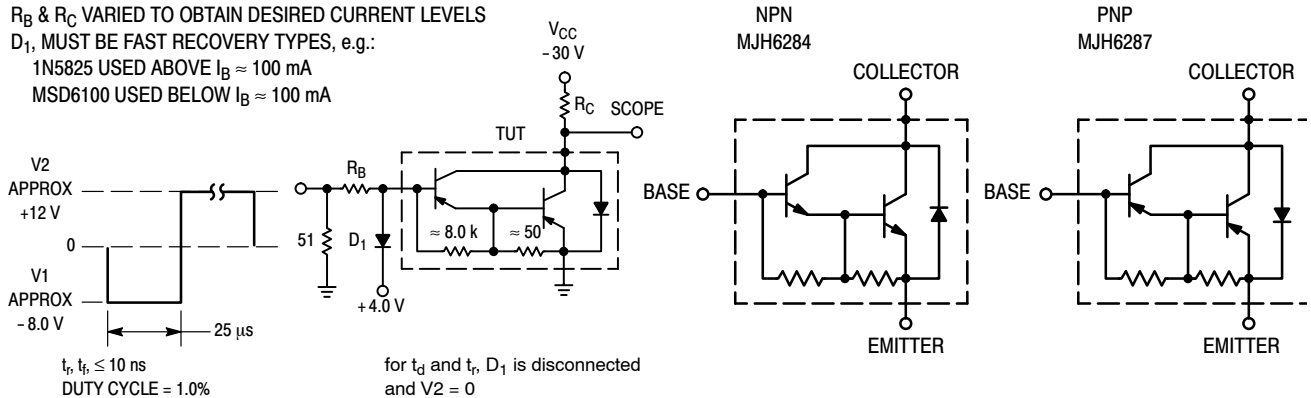 R_B & R_C VARIED TO OBTAIN DESIRED CURRENT LEVELS
D_1, MUST BE FAST RECOVERY TYPES, e.g.:
1N5825 USED ABOVE I_B ≈ 100 mA
MSD6100 USED BELOW I_B ≈ 100 mA
V_CC
- 30 V
R_C
SCOPE
TUT
V2
APPROX
+12 V
0
V1
APPROX
- 8.0 V
25 μs
t_r, t_f, ≤ 10 ns
DUTY CYCLE = 1.0%
R_B
51
D_1
+ 4.0 V
≈ 8.0 k
≈ 50
for t_d and t_r, D_1 is disconnected
and V2 = 0
NPN
MJH6284
COLLECTOR
BASE
EMITTER
PNP
MJH6287
COLLECTOR
BASE
EMITTER